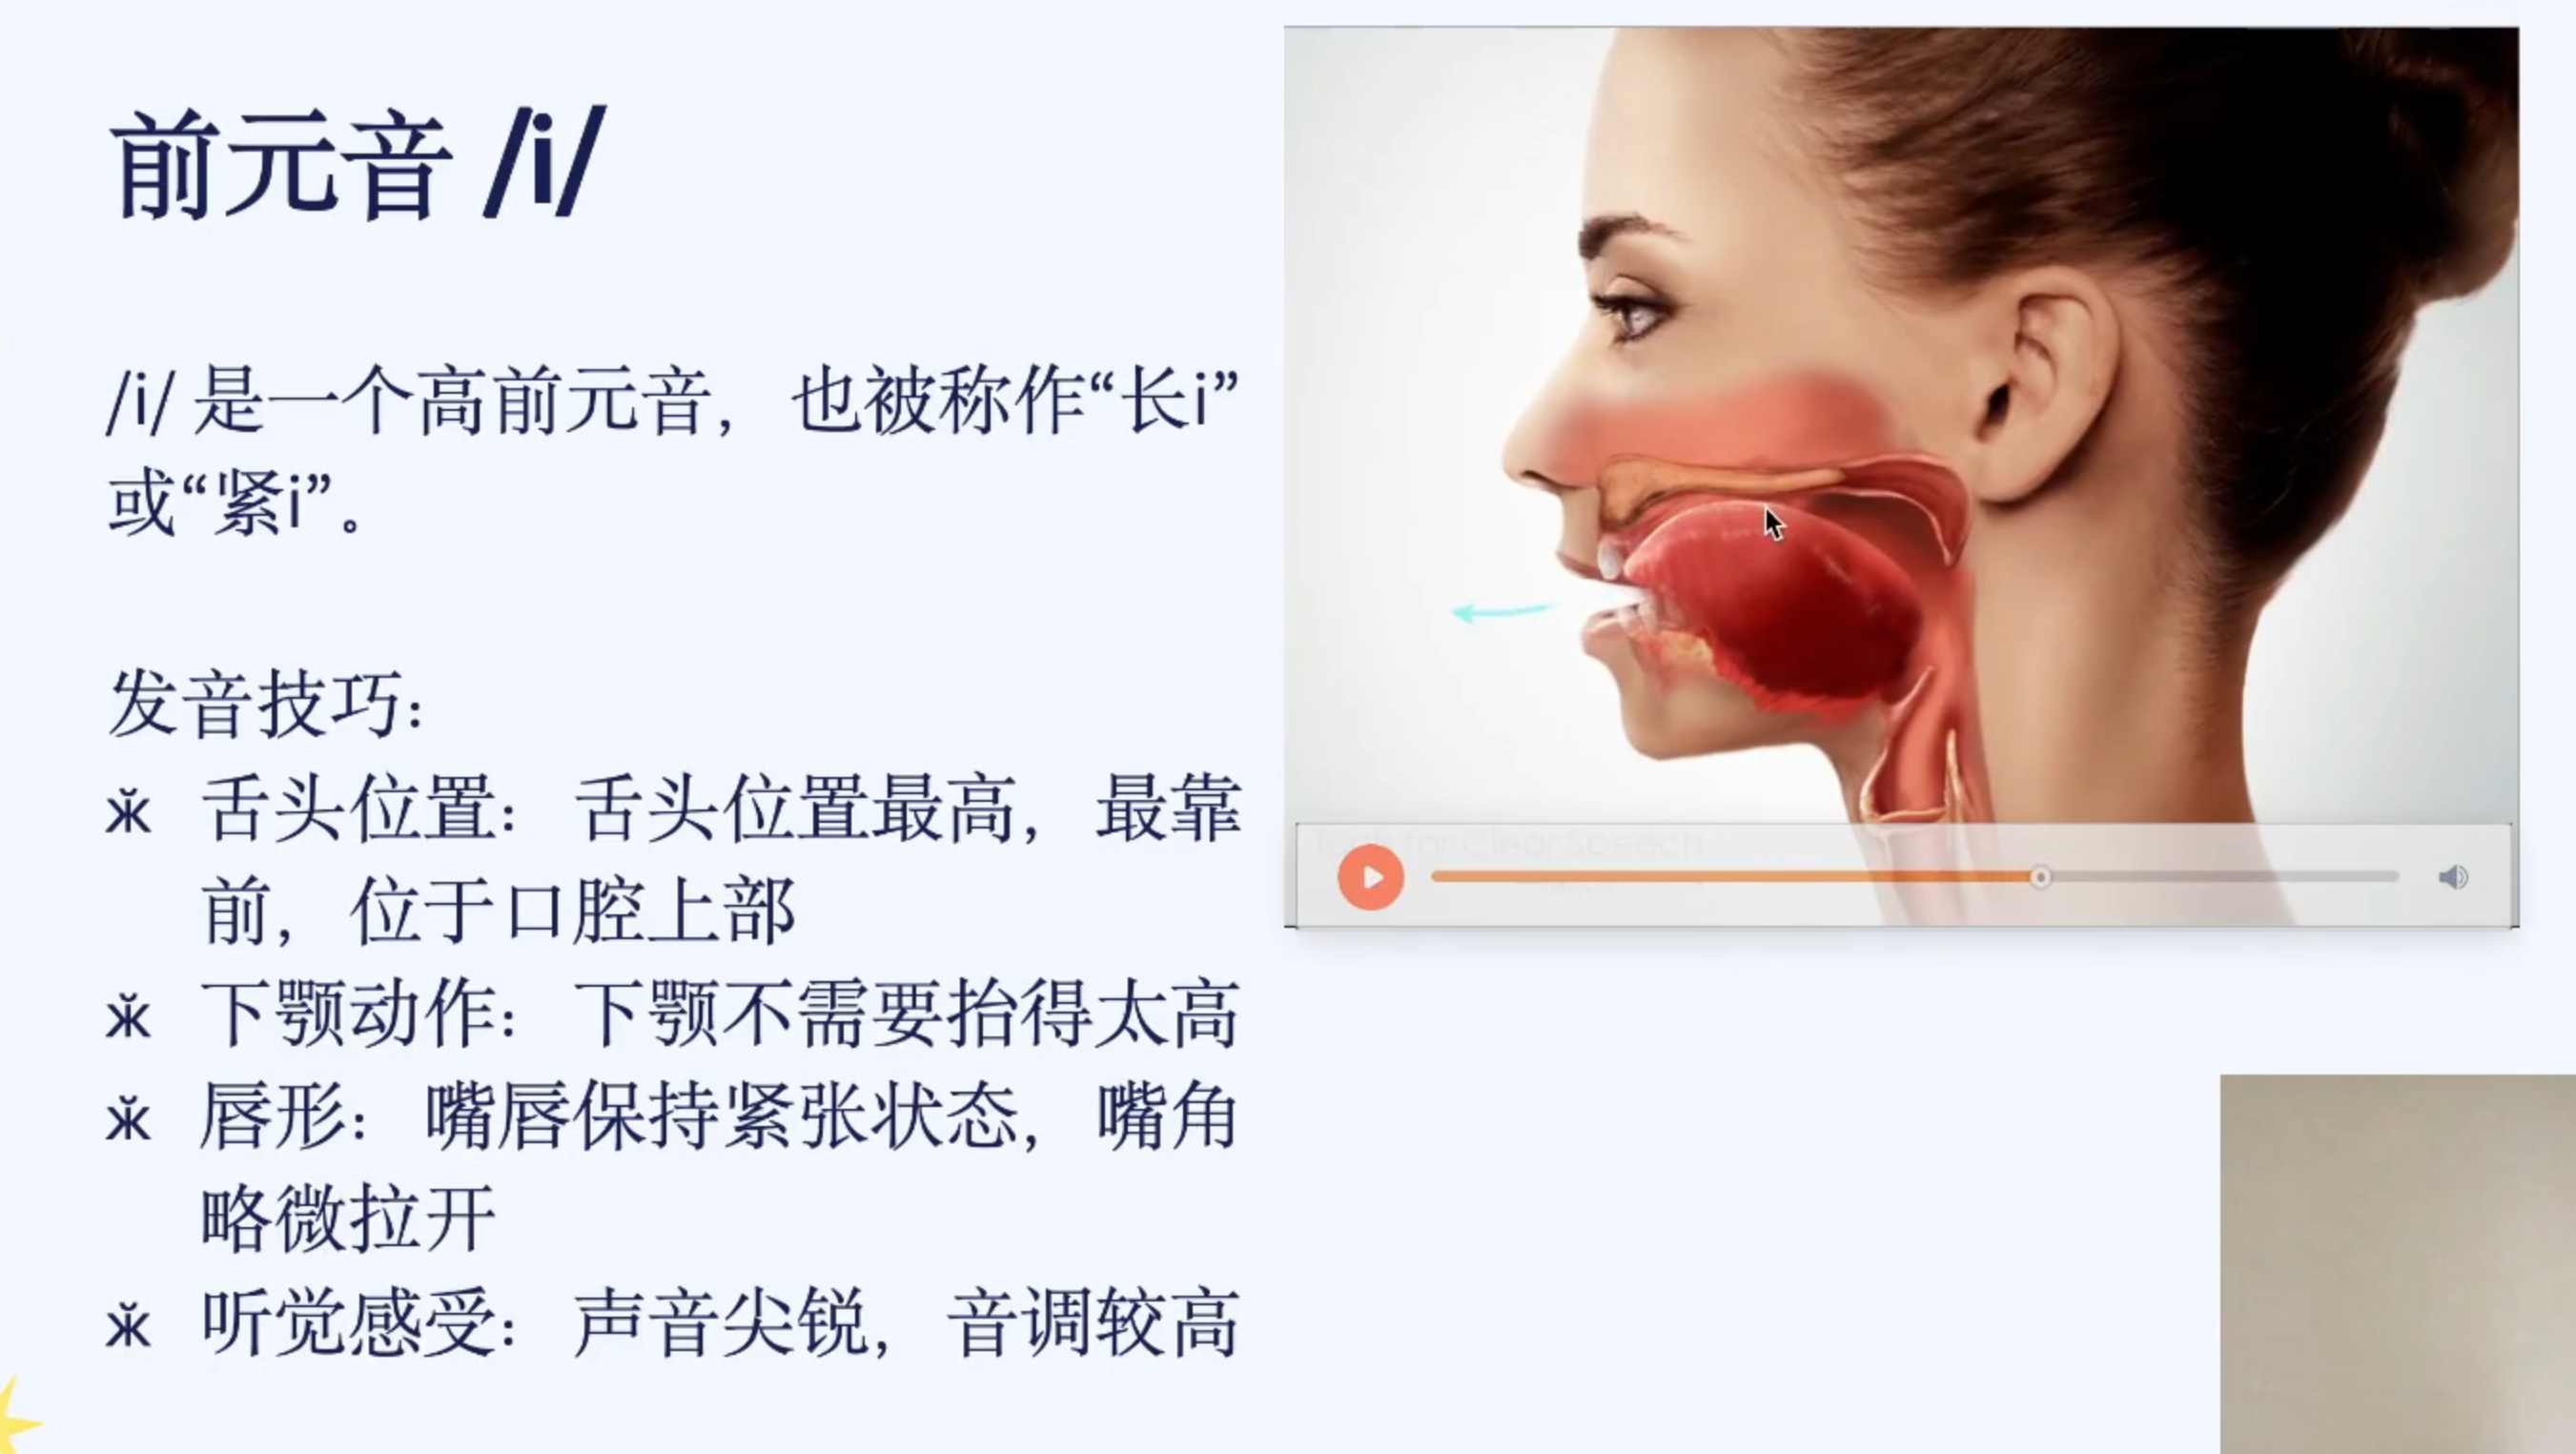 前元音 /i/
/i/ 是一个高前元音，也被称作“长i”
或“紧i”。
发音技巧：
ӝ 舌头位置： 舌头位置最高，最靠
前，位于口腔上部
ӝ 下颚动作： 下颚不需要抬得太高
ӝ 唇形： 嘴唇保持紧张状态，嘴角
略微拉开
ӝ 听觉感受： 声音尖锐，音调较高
for Clear Speech